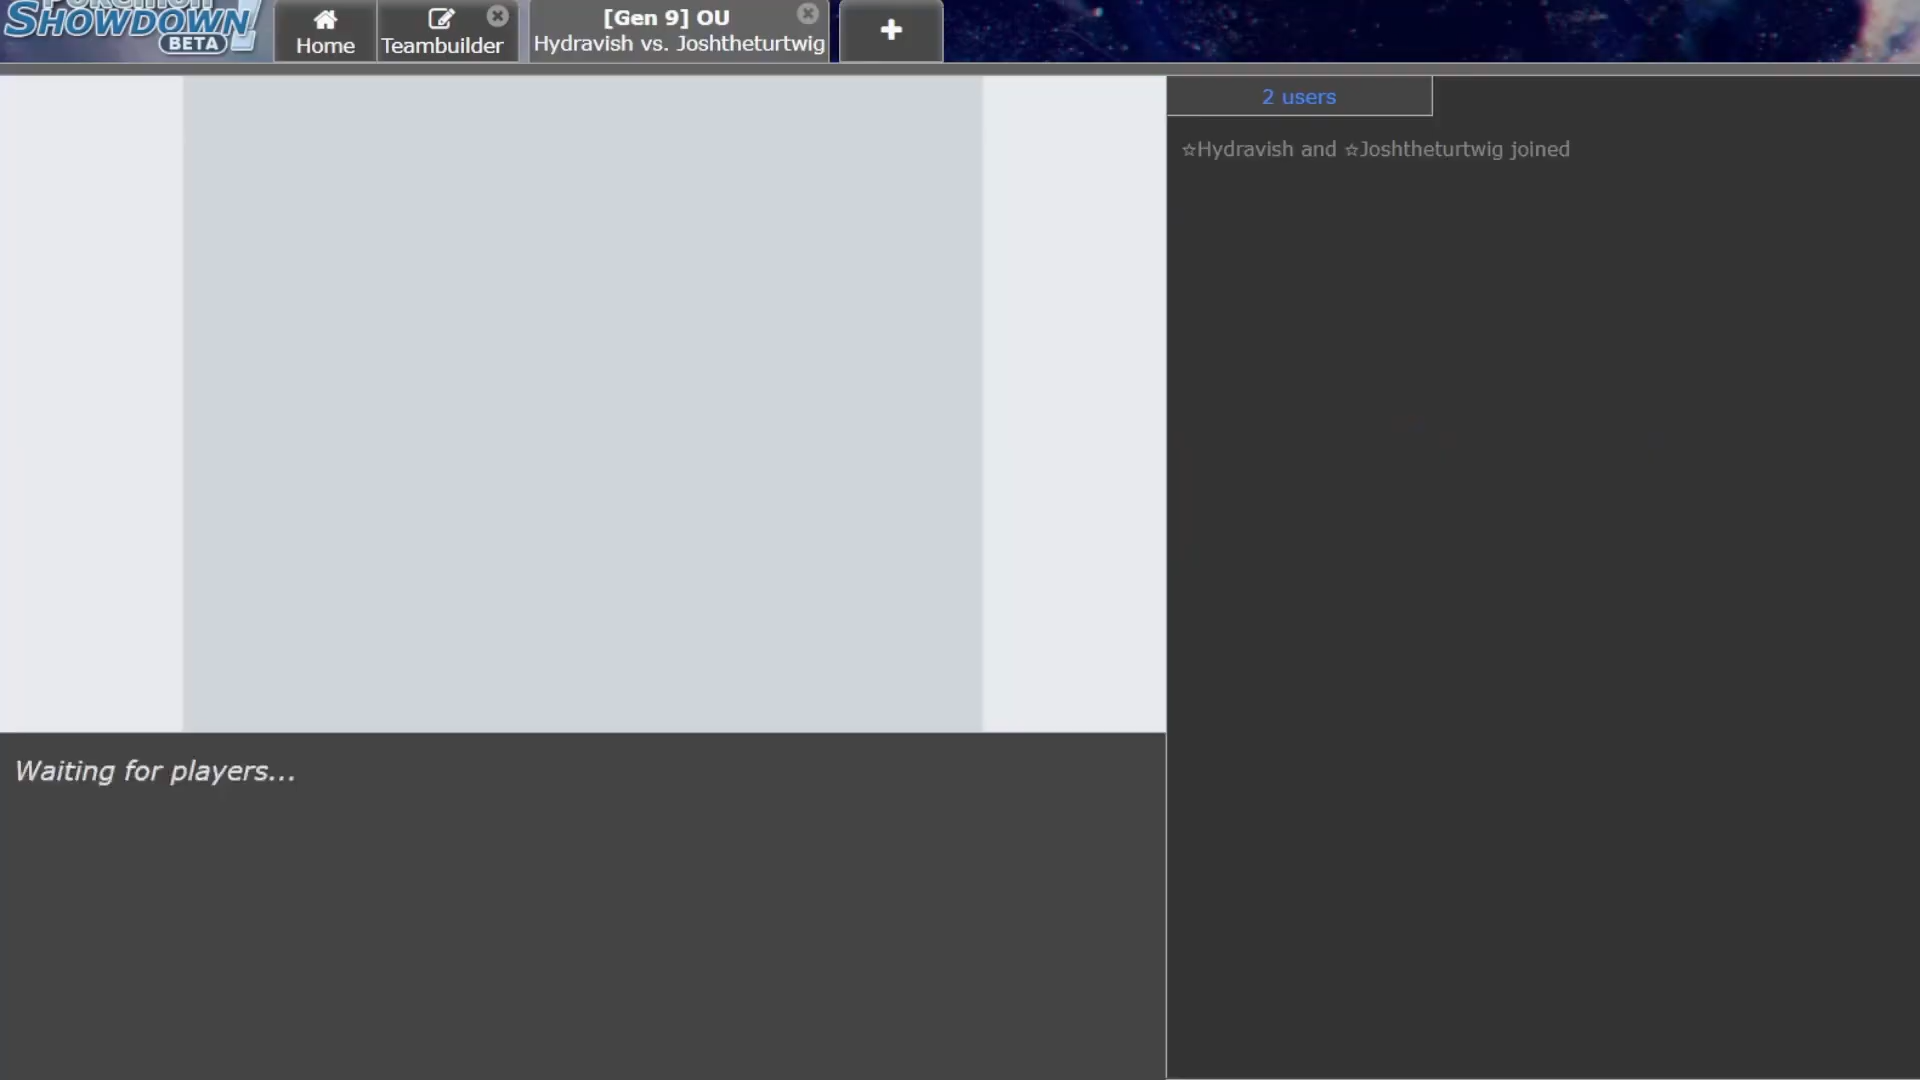 Pokémon
SHOWDOWN!
BETA
Home
Teambuilder
[Gen 9] OU
Hydravish vs. Joshtheturtwig
2 users
☆Hydravish and ☆Joshtheturtwig joined
Waiting for players...